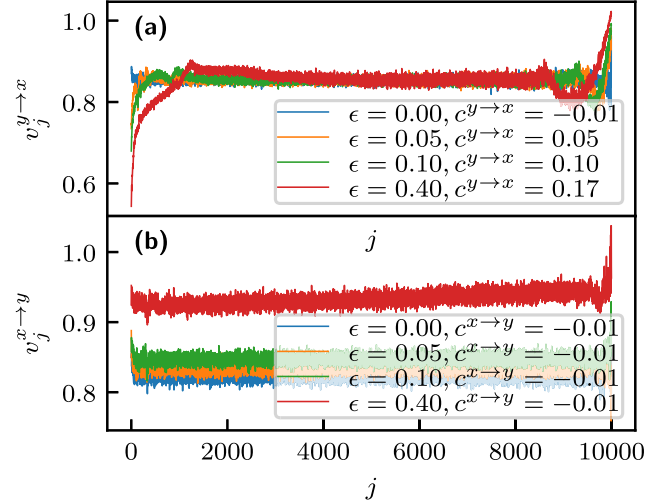 (a)
1.0
0.8
0.6
v_j^{y→x}
ϵ = 0.00, c^{y→x} = −0.01
ϵ = 0.05, c^{y→x} = 0.05
ϵ = 0.10, c^{y→x} = 0.10
ϵ = 0.40, c^{y→x} = 0.17
j
(b)
1.0
0.9
0.8
v_j^{x→y}
ϵ = 0.00, c^{x→y} = −0.01
ϵ = 0.05, c^{x→y} = −0.01
ϵ = 0.10, c^{x→y} = −0.01
ϵ = 0.40, c^{x→y} = −0.01
0 2000 4000 6000 8000 10000
j